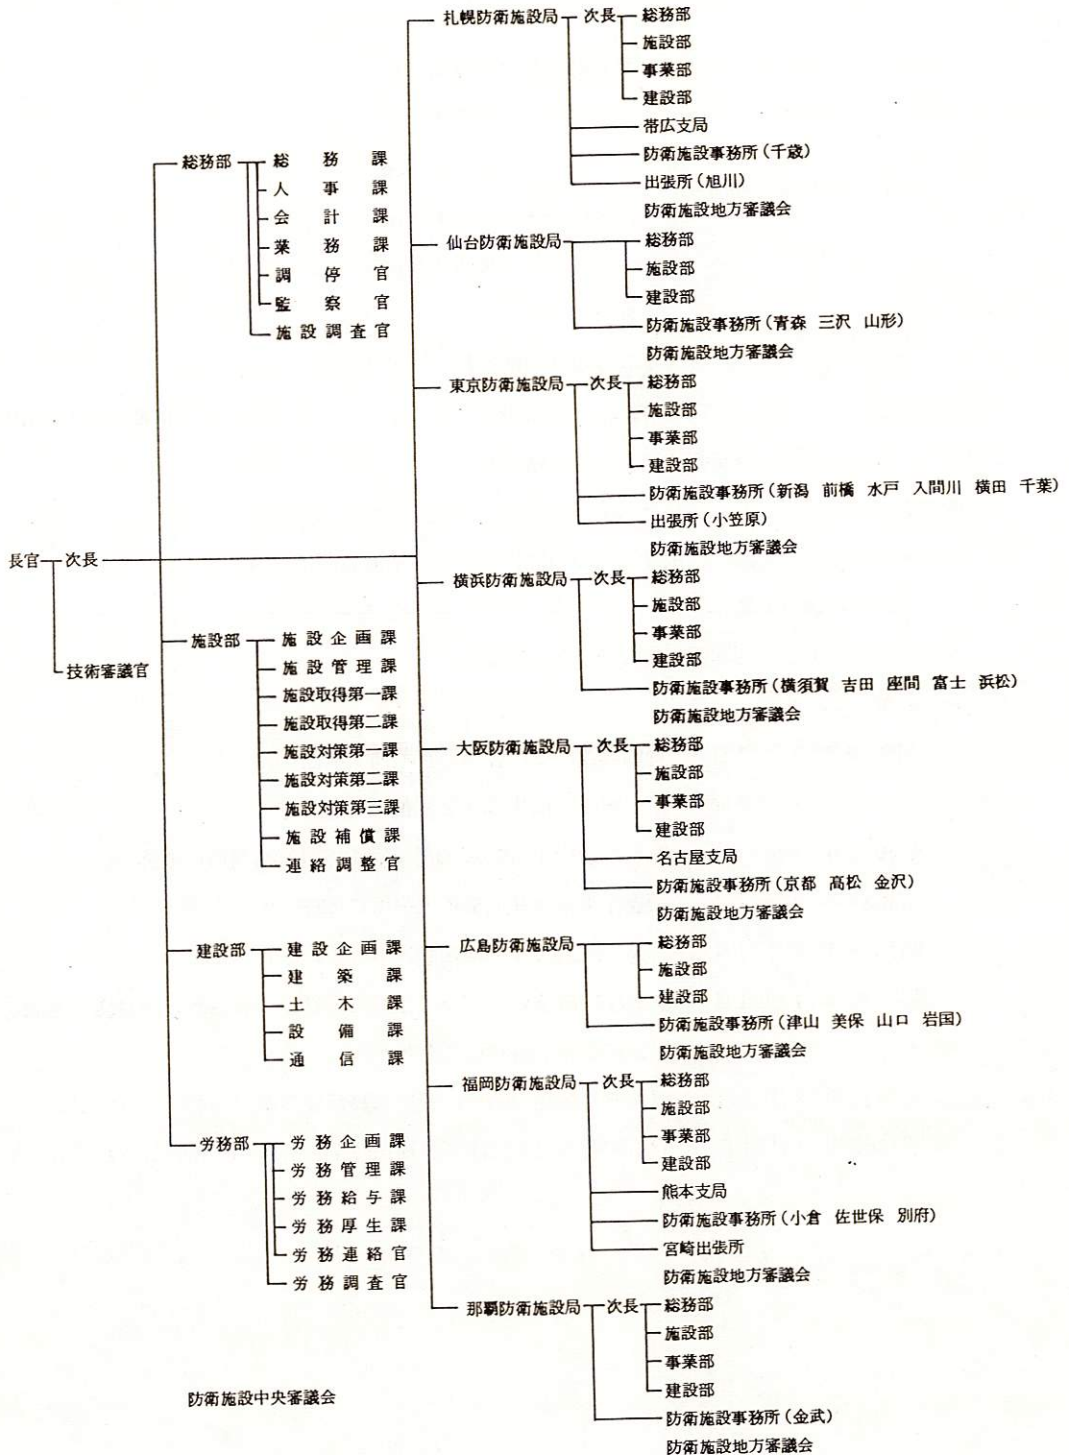 長官
次長
技術審議官
総務部
総務課
人事課
会計課
業務課
調停官
監察官
施設調査官
施設部
施設企画課
施設管理課
施設取得第一課
施設取得第二課
施設対策第一課
施設対策第二課
施設対策第三課
施設補償課
連絡調整官
建設部
建設企画課
建築課
土木課
設備課
通信課
労務部
労務企画課
労務管理課
労務給与課
労務厚生課
労務連絡官
労務調査官
防衛施設中央審議会
札幌防衛施設局
次長
総務部
施設部
事業部
建設部
帯広支局
防衛施設事務所(千歳)
出張所(旭川)
防衛施設地方審議会
仙台防衛施設局
総務部
施設部
建設部
防衛施設事務所(青森 三沢 山形)
防衛施設地方審議会
東京防衛施設局
次長
総務部
施設部
事業部
建設部
防衛施設事務所(新潟 前橋 水戸 入間川 横田 千葉)
出張所(小笠原)
防衛施設地方審議会
横浜防衛施設局
次長
総務部
施設部
事業部
建設部
防衛施設事務所(横須賀 吉田 座間 富士 浜松)
防衛施設地方審議会
大阪防衛施設局
次長
総務部
施設部
事業部
建設部
名古屋支局
防衛施設事務所(京都 高松 金沢)
防衛施設地方審議会
広島防衛施設局
総務部
施設部
建設部
防衛施設事務所(津山 美保 山口 岩国)
防衛施設地方審議会
福岡防衛施設局
次長
総務部
施設部
事業部
建設部
熊本支局
防衛施設事務所(小倉 佐世保 別府)
宮崎出張所
防衛施設地方審議会
那覇防衛施設局
次長
総務部
施設部
事業部
建設部
防衛施設事務所(金武)
防衛施設地方審議会